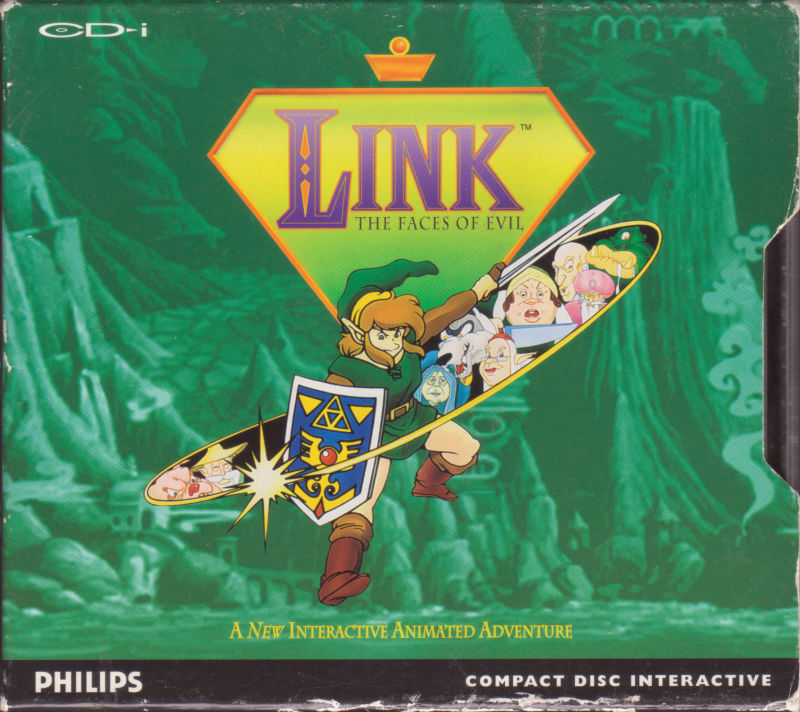 CD-i
LINK™
THE FACES OF EVIL
A NEW INTERACTIVE ANIMATED ADVENTURE
PHILIPS
COMPACT DISC INTERACTIVE